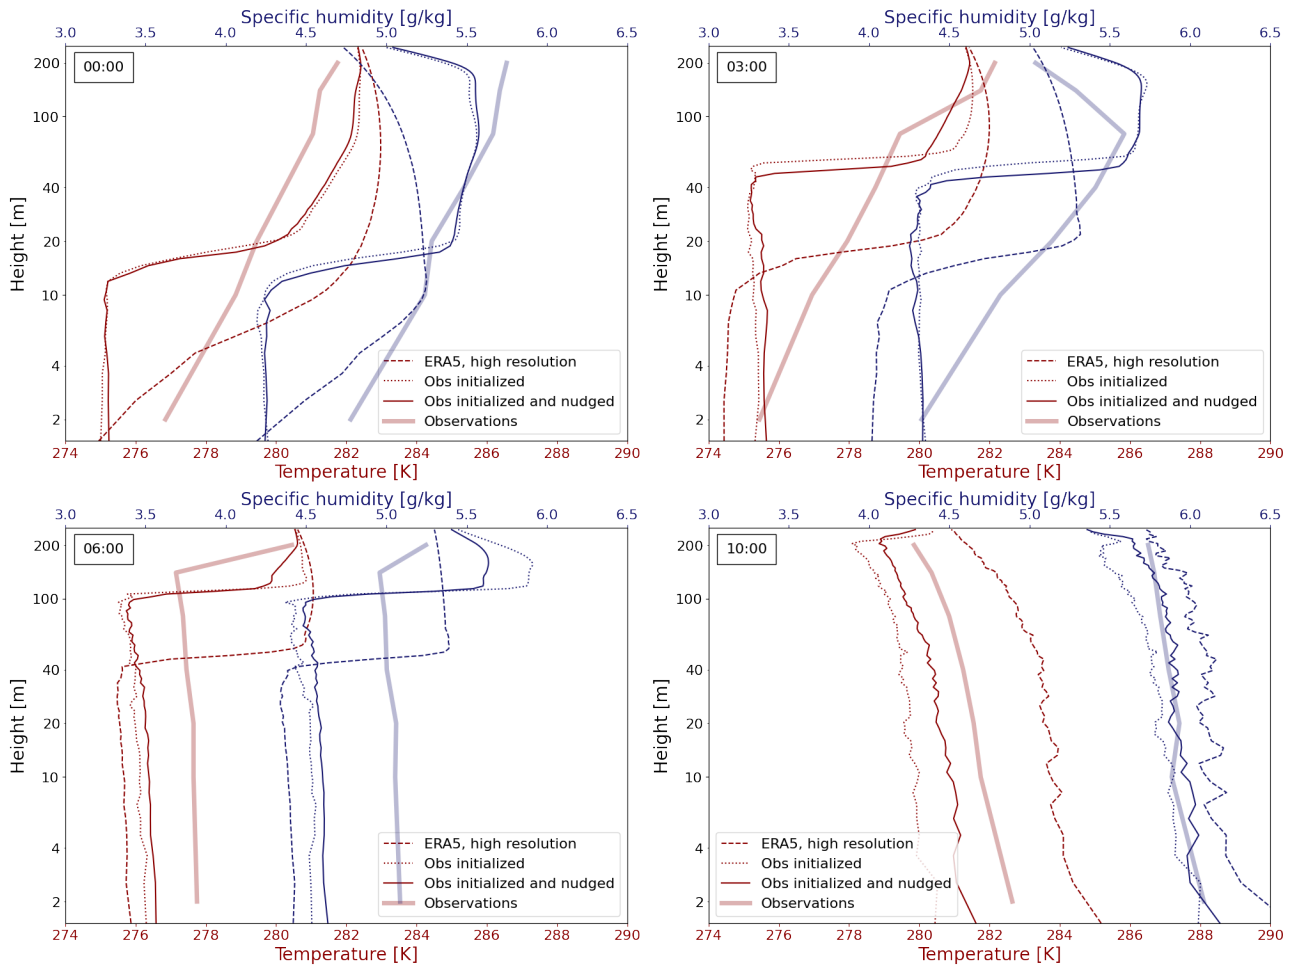 Specific humidity [g/kg]
3.0 3.5 4.0 4.5 5.0 5.5 6.0 6.5
00:00
Height [m]
200
100
40
20
10
4
2
ERA5, high resolution
Obs initialized
Obs initialized and nudged
Observations
274 276 278 280 282 284 286 288 290
Temperature [K]
Specific humidity [g/kg]
3.0 3.5 4.0 4.5 5.0 5.5 6.0 6.5
03:00
Height [m]
200
100
40
20
10
4
2
ERA5, high resolution
Obs initialized
Obs initialized and nudged
Observations
274 276 278 280 282 284 286 288 290
Temperature [K]
Specific humidity [g/kg]
3.0 3.5 4.0 4.5 5.0 5.5 6.0 6.5
06:00
Height [m]
200
100
40
20
10
4
2
ERA5, high resolution
Obs initialized
Obs initialized and nudged
Observations
274 276 278 280 282 284 286 288 290
Temperature [K]
Specific humidity [g/kg]
3.0 3.5 4.0 4.5 5.0 5.5 6.0 6.5
10:00
Height [m]
200
100
40
20
10
4
2
ERA5, high resolution
Obs initialized
Obs initialized and nudged
Observations
274 276 278 280 282 284 286 288 290
Temperature [K]